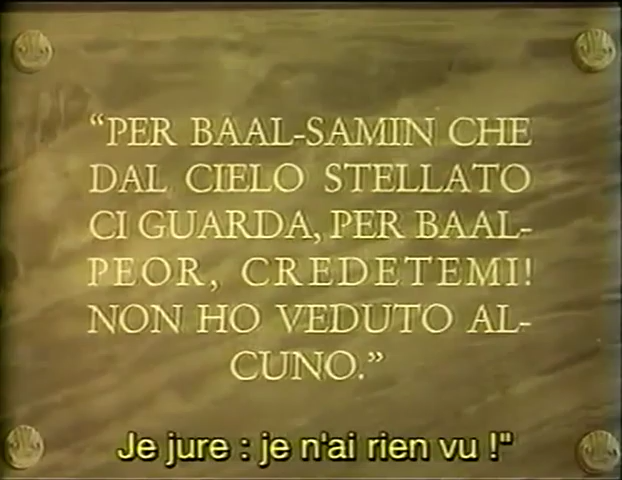 “PER BAAL-SAMIN CHE
DAL CIELO STELLATO
CI GUARDA, PER BAAL-
PEOR, CREDETEMI!
NON HO VEDUTO AL-
CUNO.”
Je jure : je n'ai rien vu !"